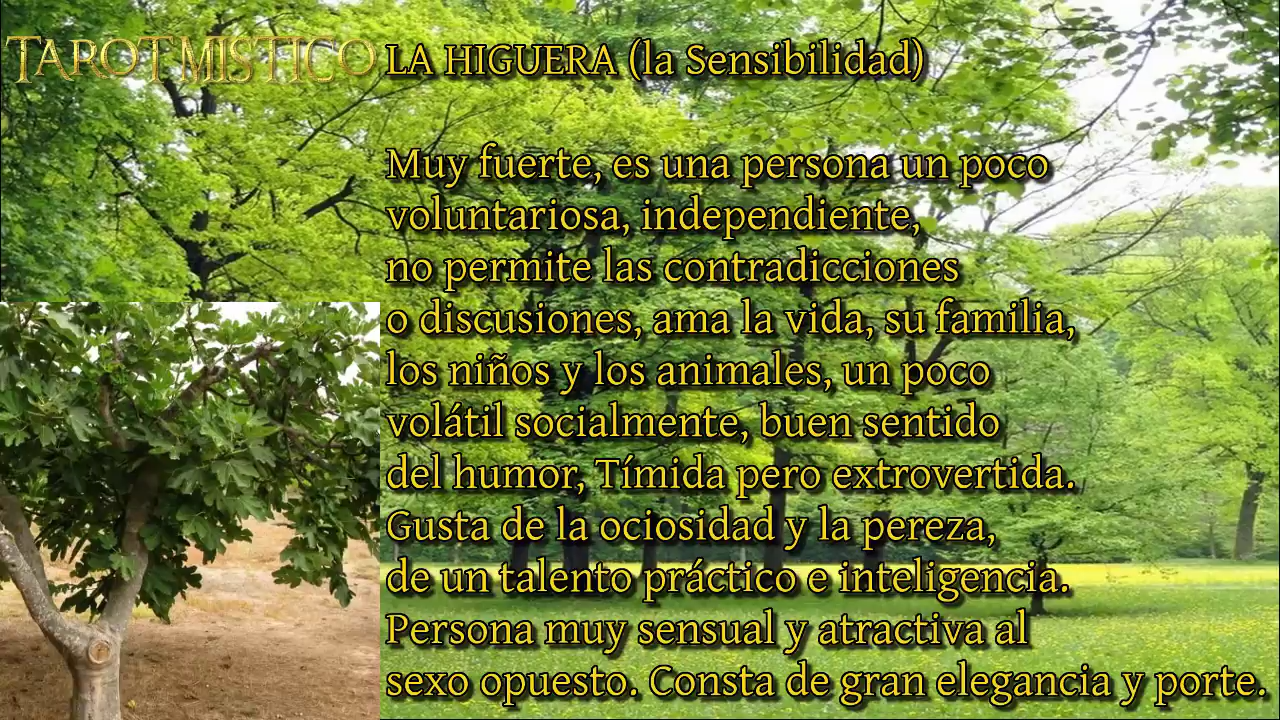 TAROT MISTICO
LA HIGUERA (la Sensibilidad)
Muy fuerte, es una persona un poco
voluntariosa, independiente,
no permite las contradicciones
o discusiones, ama la vida, su familia,
los niños y los animales, un poco
volátil socialmente, buen sentido
del humor, Tímida pero extrovertida.
Gusta de la ociosidad y la pereza,
de un talento práctico e inteligencia.
Persona muy sensual y atractiva al
sexo opuesto. Consta de gran elegancia y porte.